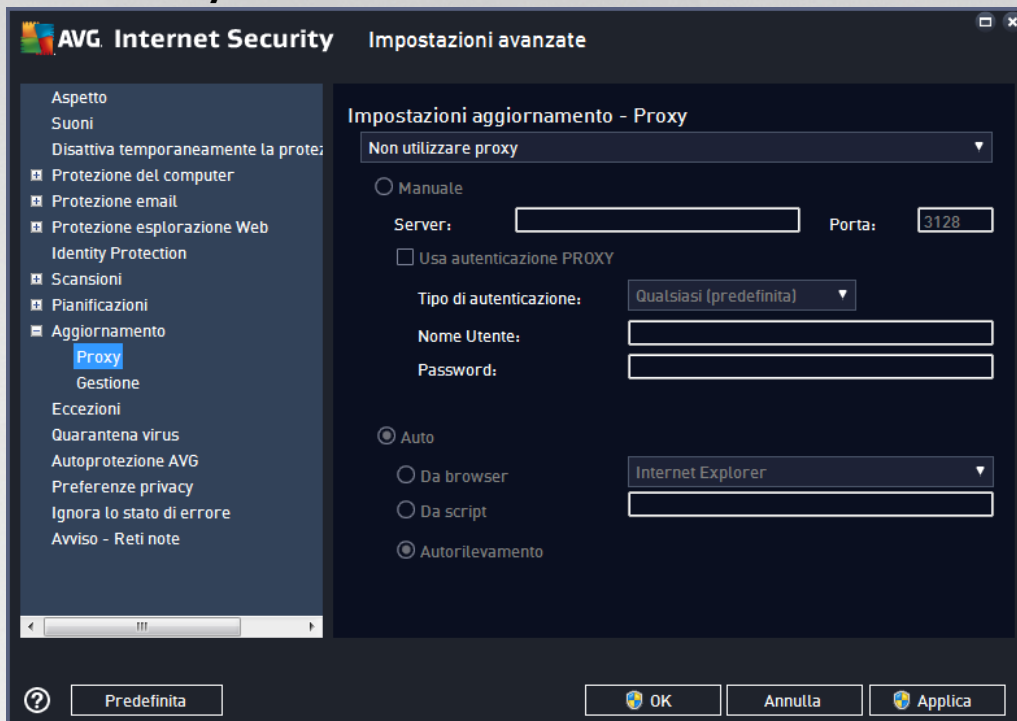 AVG Internet Security Impostazioni avanzate
Aspetto
Suoni
Disattiva temporaneamente la
Protezione del computer
Protezione email
Protezione esplorazione Web
Identity Protection
Scansioni
Pianificazioni
Aggiornamento
Proxy
Gestione
Eccezioni
Quarantena virus
Autoprotezione AVG
Preferenze privacy
Ignora lo stato di errore
Avviso - Reti note
Impostazioni aggiornamento - Proxy
Non utilizzare proxy
Manuale
Server: Porta: 3128
Usa autenticazione PROXY
Tipo di autenticazione: Qualsiasi (predefinita)
Nome Utente:
Password:
Auto
Da browser Internet Explorer
Da script
Autorilevamento
? Predefinita OK Annulla Applica